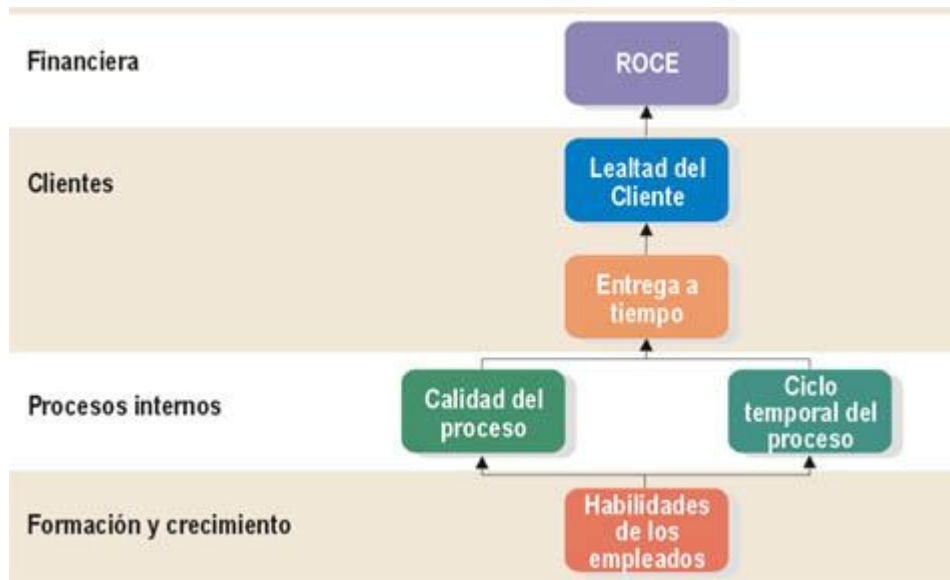 Financiera
ROCE
Clientes
Lealtad del
Cliente
Entrega a
tiempo
Procesos internos
Calidad del
proceso
Ciclo
temporal del
proceso
Formación y crecimiento
Habilidades
de los
empleados